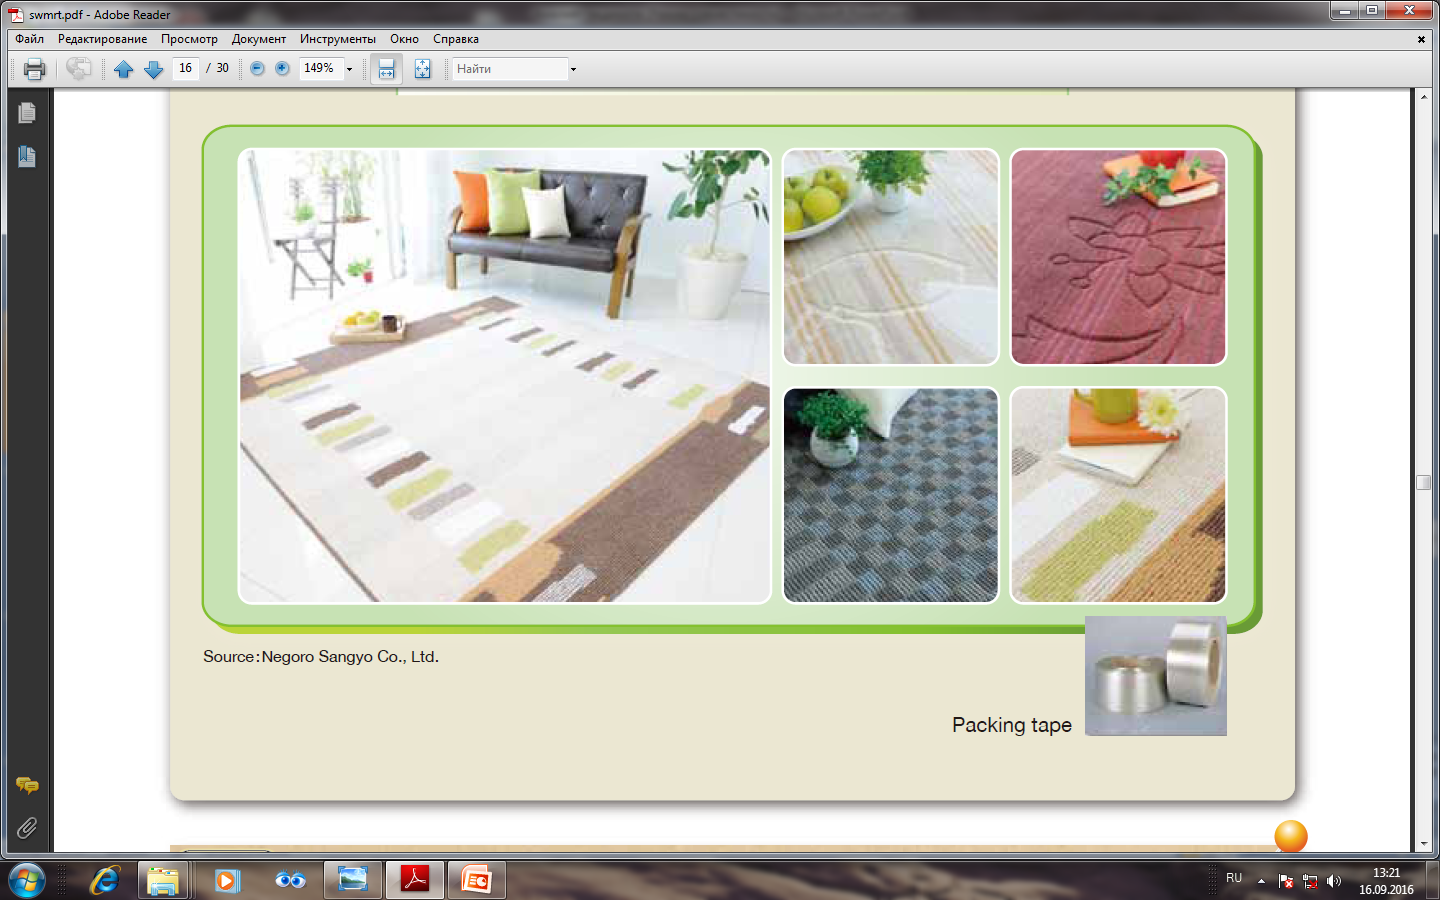 swmrt.pdf - Adobe Reader
Файл Редактирование Просмотр Документ Инструменты Окно Справка
16 / 30 149% Найти
Source:Negoro Sangyo Co., Ltd.
Packing tape
RU 13:21
16.09.2016